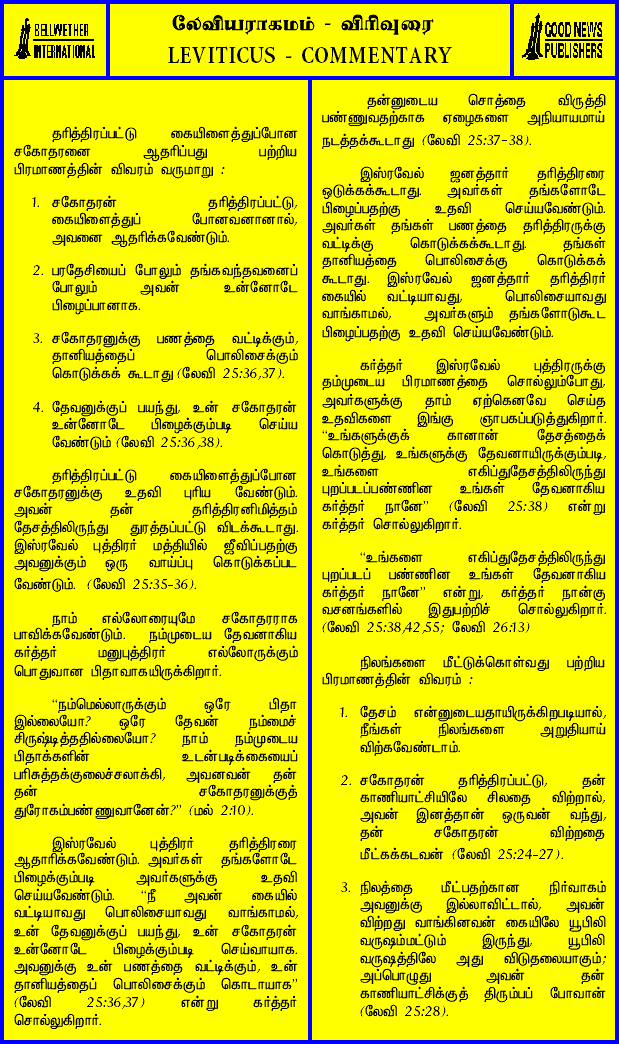 BELLWETHER
INTERNATIONAL
லேவியராகமம் - விரிவுரை
LEVITICUS - COMMENTARY
GOOD NEWS
PUBLISHERS
தரித்திரப்பட்டு கையிளைத்துப்போன
சகோதரனை ஆதரிப்பது பற்றிய
பிரமாணத்தின் விவரம் வருமாறு :
1. சகோதரன் தரித்திரப்பட்டு,
கையிளைத்துப் போனவனானால்,
அவனை ஆதரிக்கவேண்டும்.
2. பரதேசியைப் போலும் தங்கவந்தவனைப்
போலும் அவன் உன்னோடே
பிழைப்பானாக.
3. சகோதரனுக்கு பணத்தை வட்டிக்கும்,
தானியத்தைப் பொலிசைக்கும்
கொடுக்கக் கூடாது (லேவி 25:36,37).
4. தேவனுக்குப் பயந்து, உன் சகோதரன்
உன்னோடே பிழைக்கும்படி செய்ய
வேண்டும் (லேவி 25:36,38).
தரித்திரப்பட்டு கையிளைத்துப்போன
சகோதரனுக்கு உதவி புரிய வேண்டும்.
அவன் தன் தரித்திரனிமித்தம்
தேசத்திலிருந்து துரத்தப்பட்டு விடக்கூடாது.
இஸ்ரவேல் புத்திரர் மத்தியில் ஜீவிப்பதற்கு
அவனுக்கும் ஒரு வாய்ப்பு கொடுக்கப்பட
வேண்டும். (லேவி 25:35-36).
நாம் எல்லோரையுமே சகோதரராக
பாவிக்கவேண்டும். நம்முடைய தேவனாகிய
கர்த்தர் மனுபுத்திரர் எல்லோருக்கும்
பொதுவான பிதாவாகயிருக்கிறார்.
“நம்மெல்லாருக்கும் ஒரே பிதா
இல்லையோ? ஒரே தேவன் நம்மைச்
சிருஷ்டித்ததில்லையோ? நாம் நம்முடைய
பிதாக்களின் உடன்படிக்கையைப்
பரிசுத்தக்குலைச்சலாக்கி, அவனவன் தன்
தன் சகோதரனுக்குத்
துரோகம்பண்ணுவானேன்?” (மல் 2:10).
இஸ்ரவேல் புத்திரர் தரித்திரரை
ஆதாரிக்கவேண்டும். அவர்கள் தங்களோடே
பிழைக்கும்படி அவர்களுக்கு உதவி
செய்யவேண்டும். “நீ அவன் கையில்
வட்டியாவது பொலிசையாவது வாங்காமல்,
உன் தேவனுக்குப் பயந்து, உன் சகோதரன்
உன்னோடே பிழைக்கும்படி செய்வாயாக.
அவனுக்கு உன் பணத்தை வட்டிக்கும், உன்
தானியத்தைப் பொலிசைக்கும் கொடாயாக”
(லேவி 25:36,37) என்று கர்த்தர்
சொல்லுகிறார்.
தன்னுடைய சொத்தை விருத்தி
பண்ணுவதற்காக ஏழைகளை அநியாயமாய்
நடத்தக்கூடாது (லேவி 25:37-38).
இஸ்ரவேல் ஜனத்தார் தரித்திரரை
ஒடுக்கக்கூடாது. அவர்கள் தங்களோடே
பிழைப்பதற்கு உதவி செய்யவேண்டும்.
அவர்கள் தங்கள் பணத்தை தரித்திரருக்கு
வட்டிக்கு கொடுக்கக்கூடாது. தங்கள்
தானியத்தை பொலிசைக்கு கொடுக்கக்
கூடாது. இஸ்ரவேல் ஜனத்தார் தரித்திரர்
கையில் வட்டியாவது, பொலிசையாவது
வாங்காமல், அவர்களும் தங்களோடுகூட
பிழைப்பதற்கு உதவி செய்யவேண்டும்.
கர்த்தர் இஸ்ரவேல் புத்திரருக்கு
தம்முடைய பிரமாணத்தை சொல்லும்போது,
அவர்களுக்கு தாம் ஏற்கெனவே செய்த
உதவிகளை இங்கு ஞாபகப்படுத்துகிறார்.
“உங்களுக்குக் கானான் தேசத்தைக்
கொடுத்து, உங்களுக்கு தேவனாயிருக்கும்படி,
உங்களை எகிப்துதேசத்திலிருந்து
புறப்படப்பண்ணின உங்கள் தேவனாகிய
கர்த்தர் நானே” (லேவி 25:38) என்று
கர்த்தர் சொல்லுகிறார்.
“உங்களை எகிப்துதேசத்திலிருந்து
புறப்படப் பண்ணின உங்கள் தேவனாகிய
கர்த்தர் நானே” என்று, கர்த்தர் நான்கு
வசனங்களில் இதுபற்றிச் சொல்லுகிறார்.
(லேவி 25:38,42,55; லேவி 26:13)
நிலங்களை மீட்டுக்கொள்வது பற்றிய
பிரமாணத்தின் விவரம் :
1. தேசம் என்னுடையதாயிருக்கிறபடியால்,
நீங்கள் நிலங்களை அறுதியாய்
விற்கவேண்டாம்.
2. சகோதரன் தரித்திரப்பட்டு, தன்
காணியாட்சியிலே சிலதை விற்றால்,
அவன் இனத்தான் ஒருவன் வந்து,
தன் சகோதரன் விற்றதை
மீட்கக்கடவன் (லேவி 25:24-27).
3. நிலத்தை மீட்பதற்கான நிர்வாகம்
அவனுக்கு இல்லாவிட்டால், அவன்
விற்றது வாங்கினவன் கையிலே யூபிலி
வருஷம்மட்டும் இருந்து, யூபிலி
வருஷத்திலே அது விடுதலையாகும்;
அப்பொழுது அவன் தன்
காணியாட்சிக்குத் திரும்பப் போவான்
(லேவி 25:28).